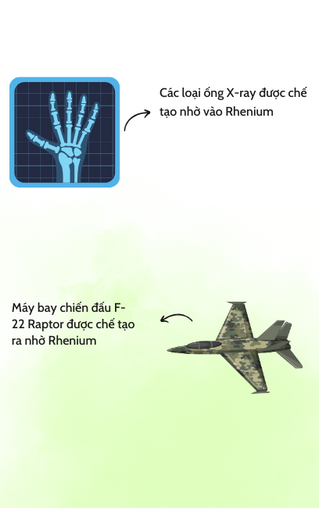 Các loại ống X-ray được chế
tạo nhờ vào Rhenium
Máy bay chiến đấu F-
22 Raptor được chế tạo
ra nhờ Rhenium